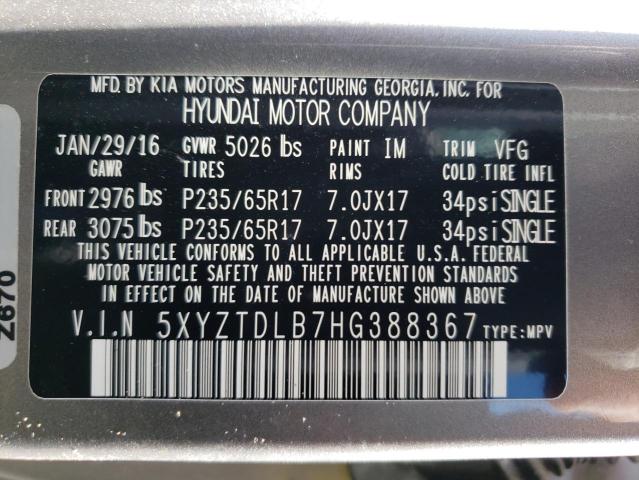 MFD. BY KIA MOTORS MANUFACTURING GEORGIA, INC. FOR
HYUNDAI MOTOR COMPANY
JAN/29/16 GVWR 5026 lbs PAINT IM TRIM VFG
GAWR TIRES RIMS COLD TIRE INFL
FRONT 2976 lbs P235/65R17 7.0JX17 34psi SINGLE
REAR 3075 lbs P235/65R17 7.0JX17 34psi SINGLE
THIS VEHICLE CONFORMS TO ALL APPLICABLE U.S.A. FEDERAL
MOTOR VEHICLE SAFETY AND THEFT PREVENTION STANDARDS
IN EFFECT ON THE DATE OF MANUFACTURE SHOWN ABOVE.
V.I.N 5XYZTDLB7HG388367 TYPE:MPV
Z670